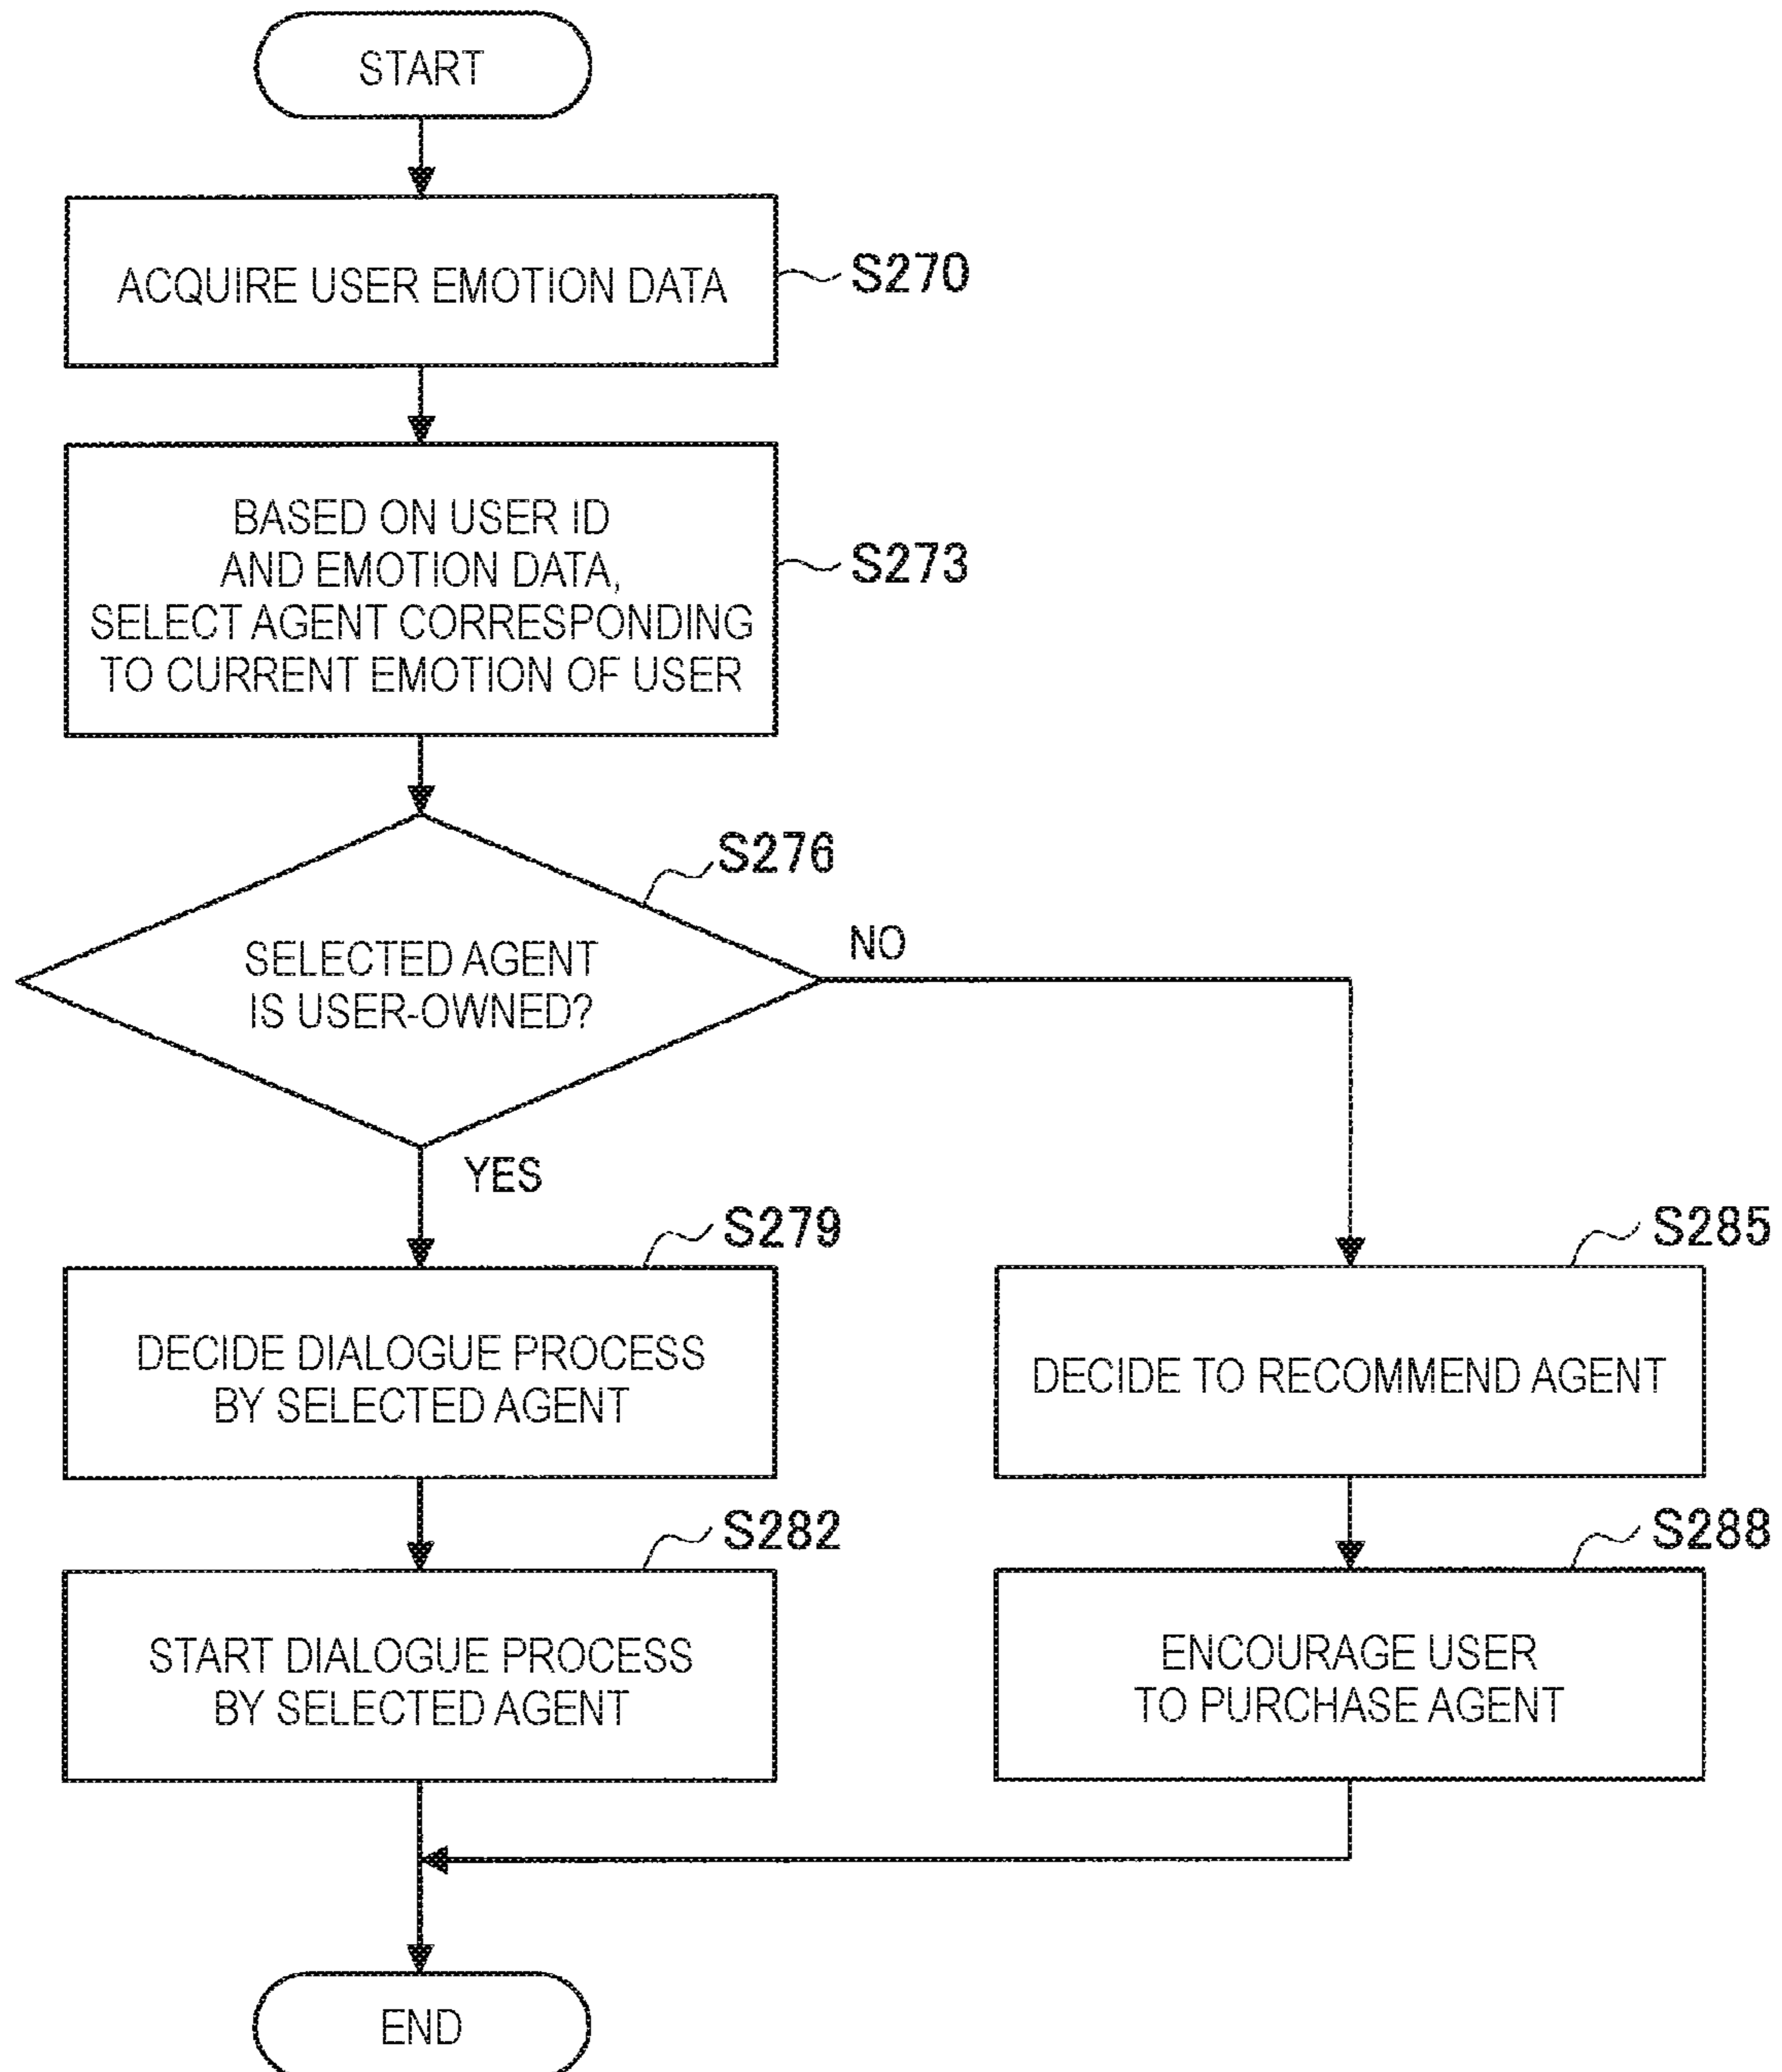 START
ACQUIRE USER EMOTION DATA
S270
BASED ON USER ID
AND EMOTION DATA,
SELECT AGENT CORRESPONDING
TO CURRENT EMOTION OF USER
S273
S276
SELECTED AGENT
IS USER-OWNED?
NO
YES
S279
DECIDE DIALOGUE PROCESS
BY SELECTED AGENT
S285
DECIDE TO RECOMMEND AGENT
S282
START DIALOGUE PROCESS
BY SELECTED AGENT
S288
ENCOURAGE USER
TO PURCHASE AGENT
END